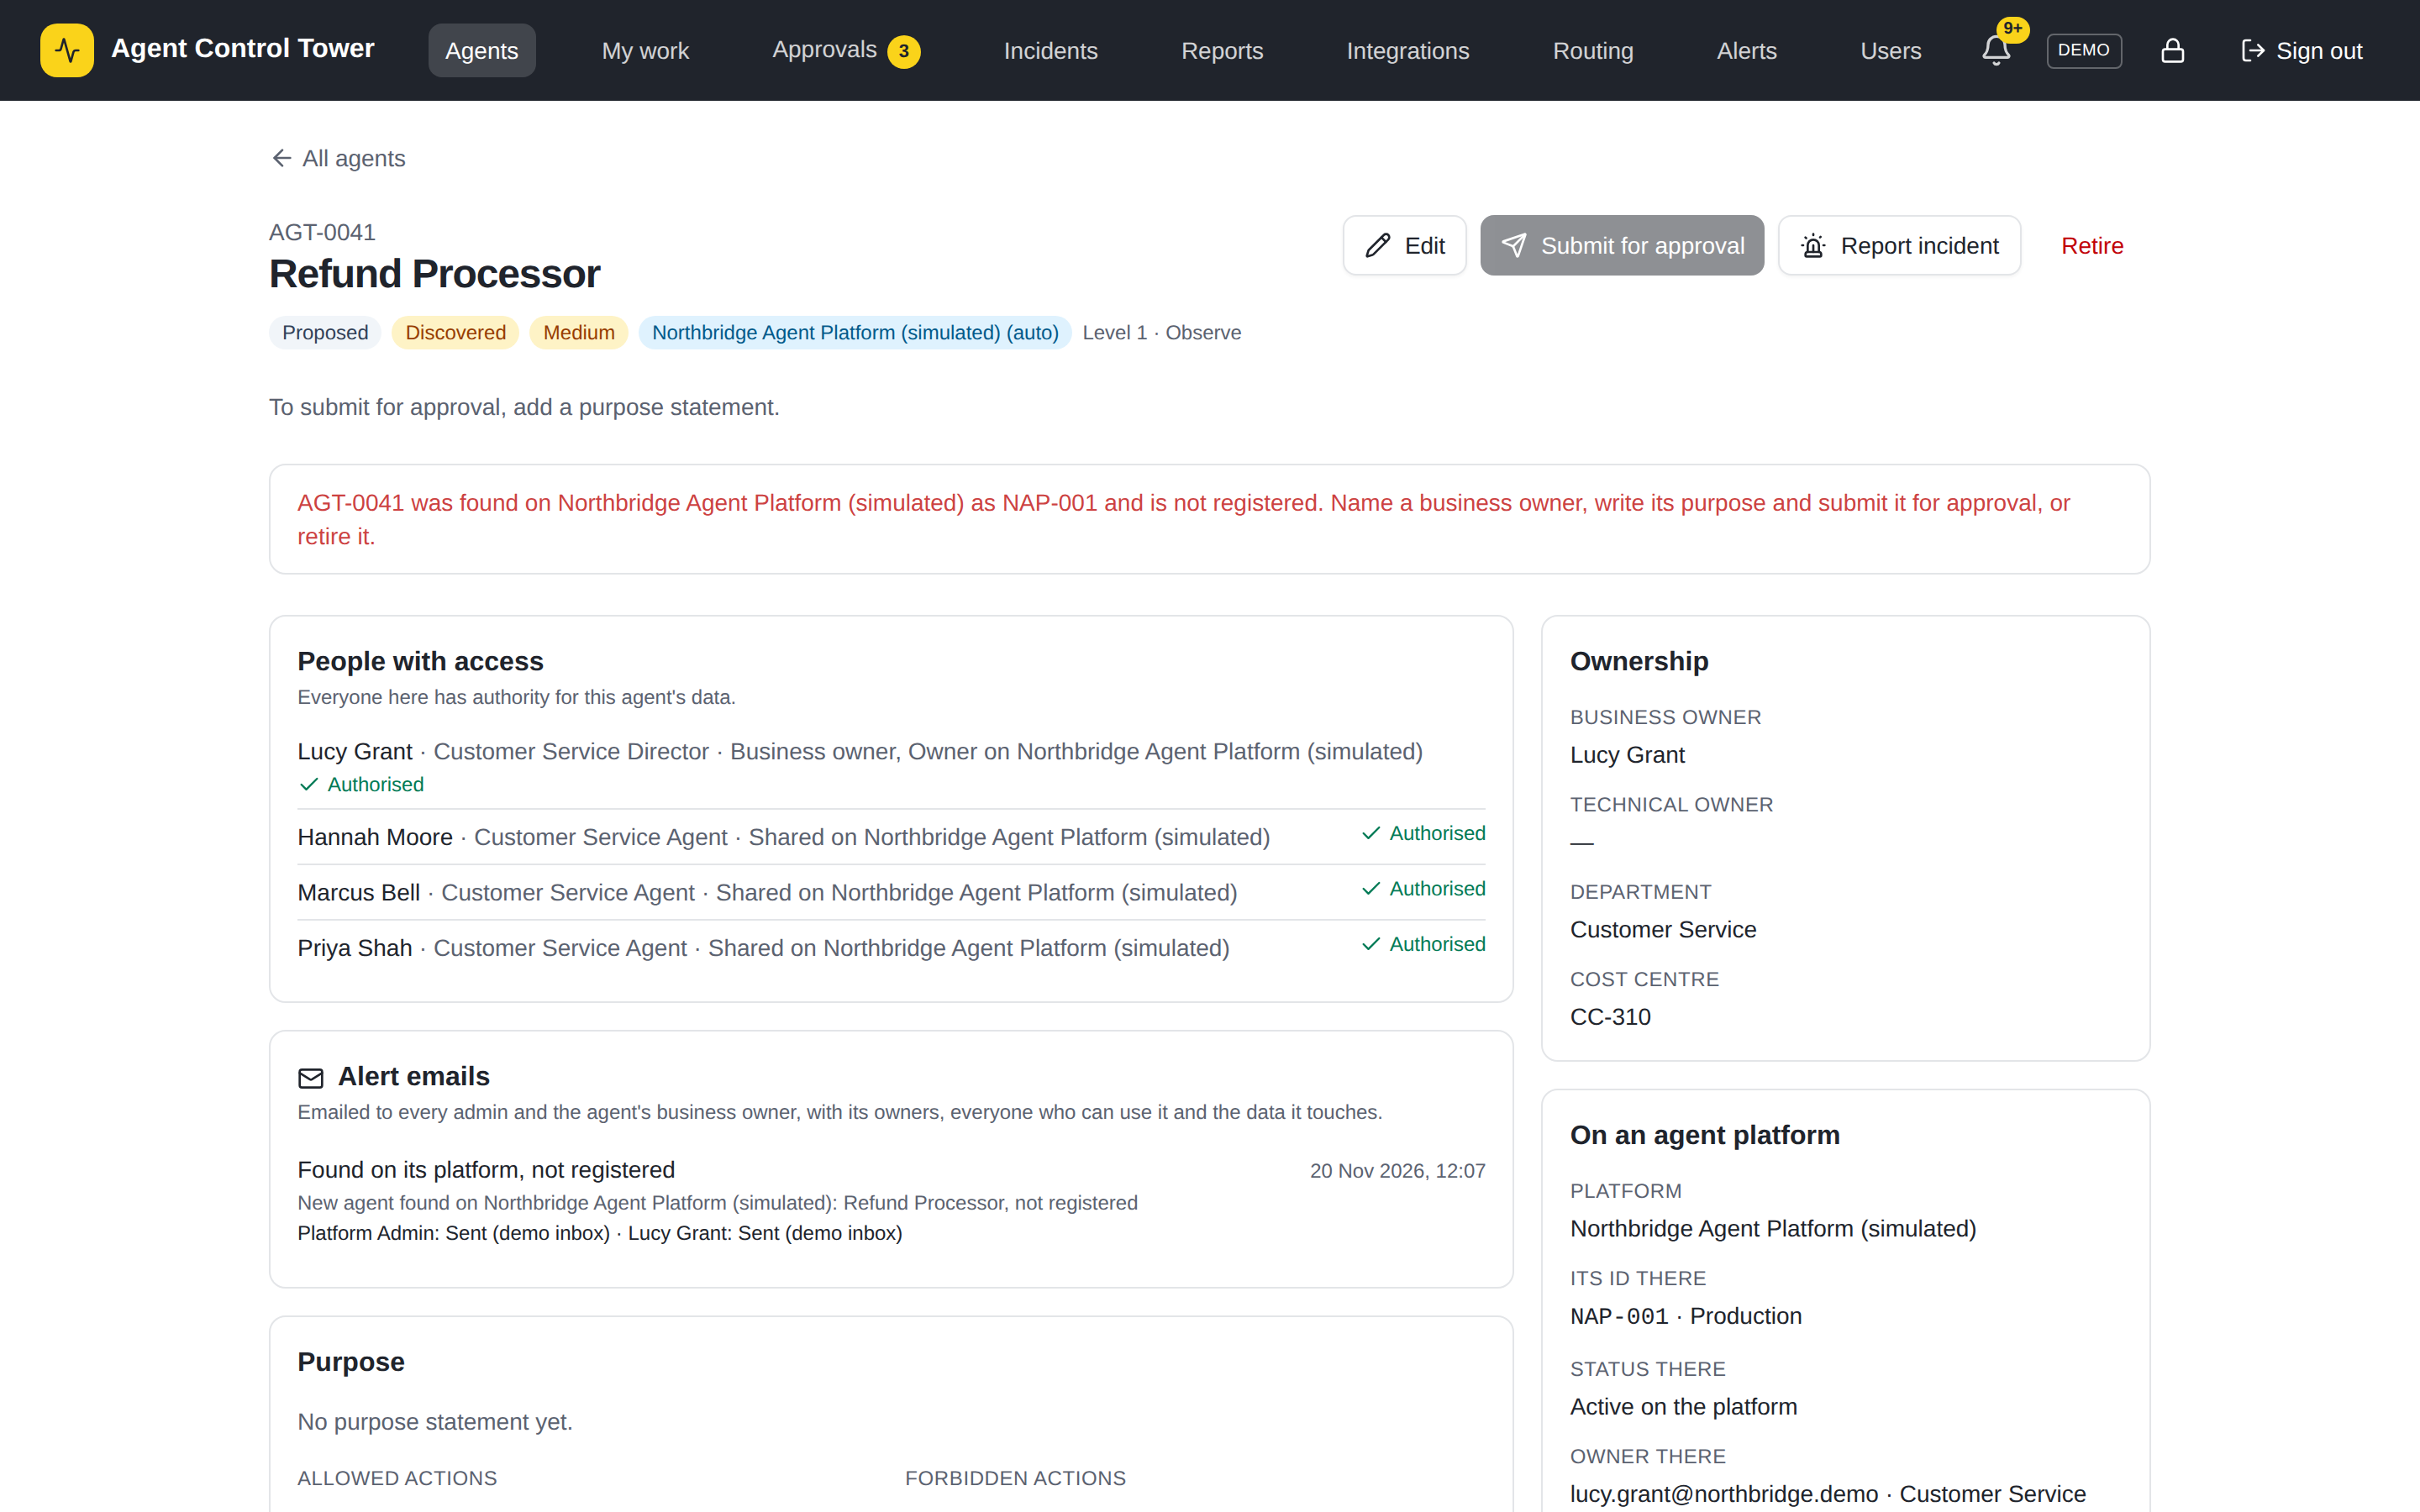 Agent Control Tower
Agents
My work
Approvals 3
Incidents
Reports
Integrations
Routing
Alerts
Users
9+
DEMO
Sign out
All agents
AGT-0041
Refund Processor
Edit
Submit for approval
Report incident
Retire
Proposed
Discovered
Medium
Northbridge Agent Platform (simulated) (auto)
Level 1 · Observe
To submit for approval, add a purpose statement.
AGT-0041 was found on Northbridge Agent Platform (simulated) as NAP-001 and is not registered. Name a business owner, write its purpose and submit it for approval, or
retire it.
People with access
Everyone here has authority for this agent's data.
Lucy Grant · Customer Service Director · Business owner, Owner on Northbridge Agent Platform (simulated)
Authorised
Hannah Moore · Customer Service Agent · Shared on Northbridge Agent Platform (simulated)
Authorised
Marcus Bell · Customer Service Agent · Shared on Northbridge Agent Platform (simulated)
Authorised
Priya Shah · Customer Service Agent · Shared on Northbridge Agent Platform (simulated)
Authorised
Alert emails
Emailed to every admin and the agent's business owner, with its owners, everyone who can use it and the data it touches.
Found on its platform, not registered
20 Nov 2026, 12:07
New agent found on Northbridge Agent Platform (simulated): Refund Processor, not registered
Platform Admin: Sent (demo inbox) · Lucy Grant: Sent (demo inbox)
Purpose
No purpose statement yet.
ALLOWED ACTIONS
FORBIDDEN ACTIONS
Ownership
BUSINESS OWNER
Lucy Grant
TECHNICAL OWNER
—
DEPARTMENT
Customer Service
COST CENTRE
CC-310
On an agent platform
PLATFORM
Northbridge Agent Platform (simulated)
ITS ID THERE
NAP-001 · Production
STATUS THERE
Active on the platform
OWNER THERE
lucy.grant@northbridge.demo · Customer Service